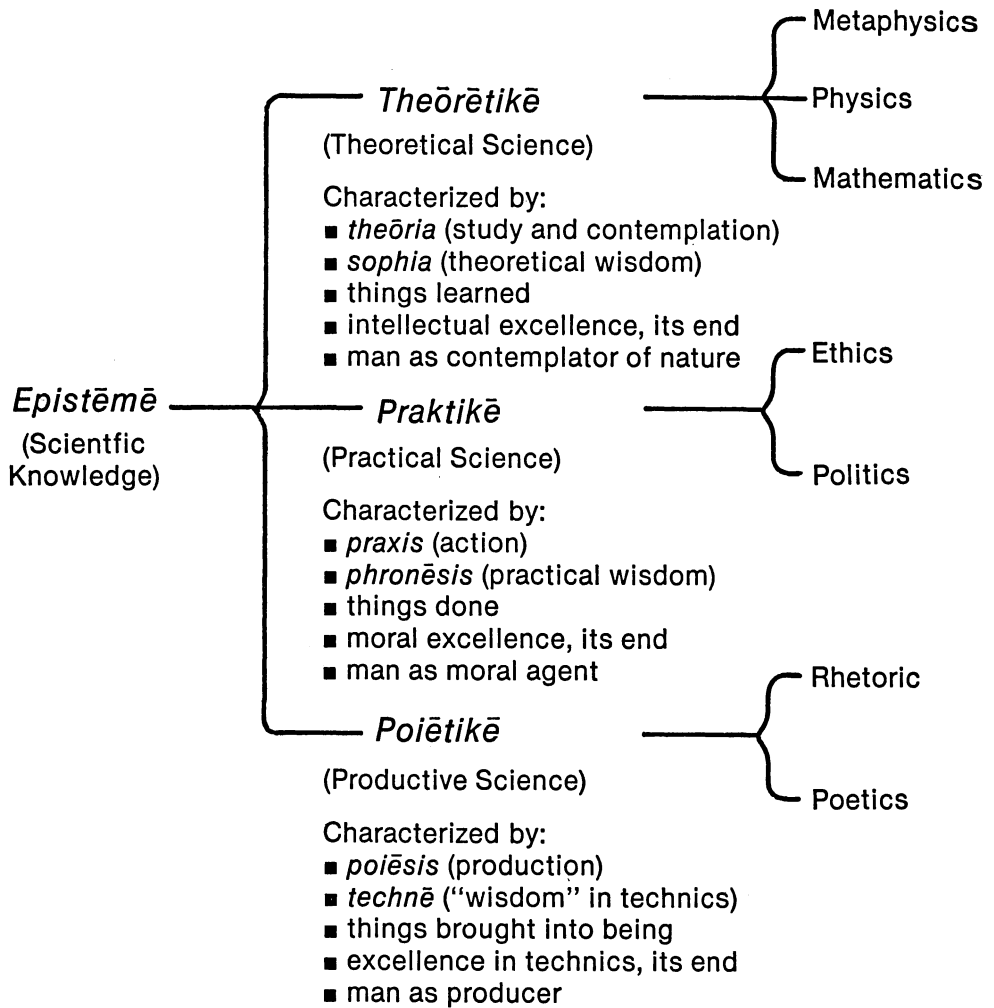 Metaphysics
Theōrētikē
Physics
(Theoretical Science)
Mathematics
Characterized by:
■ theōria (study and contemplation)
■ sophia (theoretical wisdom)
■ things learned
■ intellectual excellence, its end
■ man as contemplator of nature
Ethics
Epistēmē
(Scientfic
Knowledge)
Praktikē
(Practical Science)
Politics
Characterized by:
■ praxis (action)
■ phronēsis (practical wisdom)
■ things done
■ moral excellence, its end
■ man as moral agent
Rhetoric
Poiētikē
(Productive Science)
Poetics
Characterized by:
■ poiēsis (production)
■ technē (“wisdom” in technics)
■ things brought into being
■ excellence in technics, its end
■ man as producer